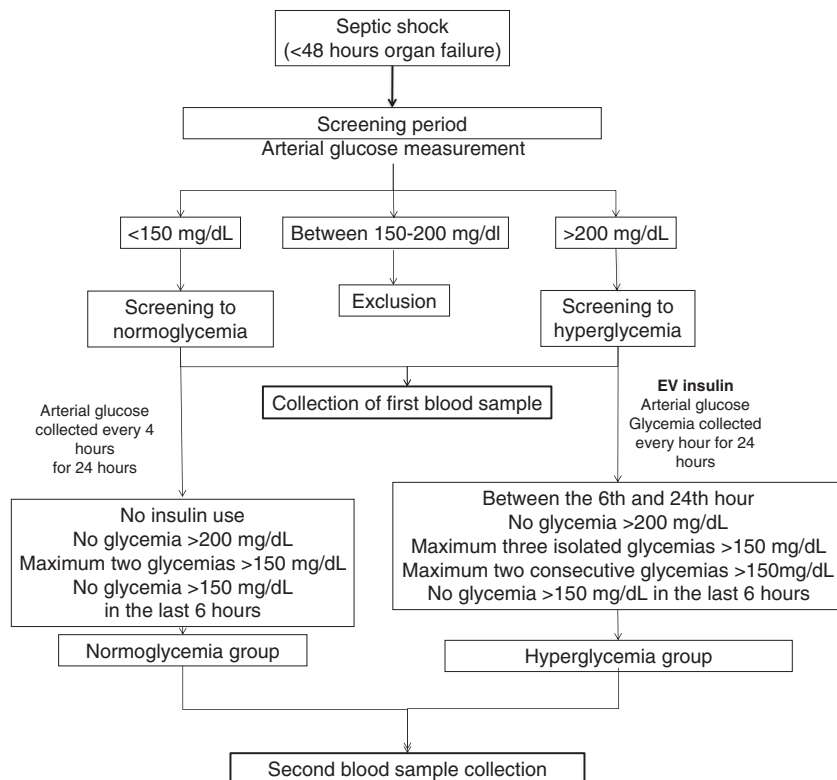 Septic shock
(<48 hours organ failure)
Screening period
Arterial glucose measurement
<150 mg/dL
Between 150-200 mg/dl
>200 mg/dL
Screening to
normoglycemia
Exclusion
Screening to
hyperglycemia
Collection of first blood sample
Arterial glucose
collected every 4
hours
for 24 hours
EV insulin
Arterial glucose
Glycemia collected
every hour for 24
hours
No insulin use
No glycemia >200 mg/dL
Maximum two glycemias >150 mg/dL
No glycemia >150 mg/dL
in the last 6 hours
Between the 6th and 24th hour
No glycemia >200 mg/dL
Maximum three isolated glycemias >150 mg/dL
Maximum two consecutive glycemias >150mg/dL
No glycemia >150 mg/dL in the last 6 hours
Normoglycemia group
Hyperglycemia group
Second blood sample collection